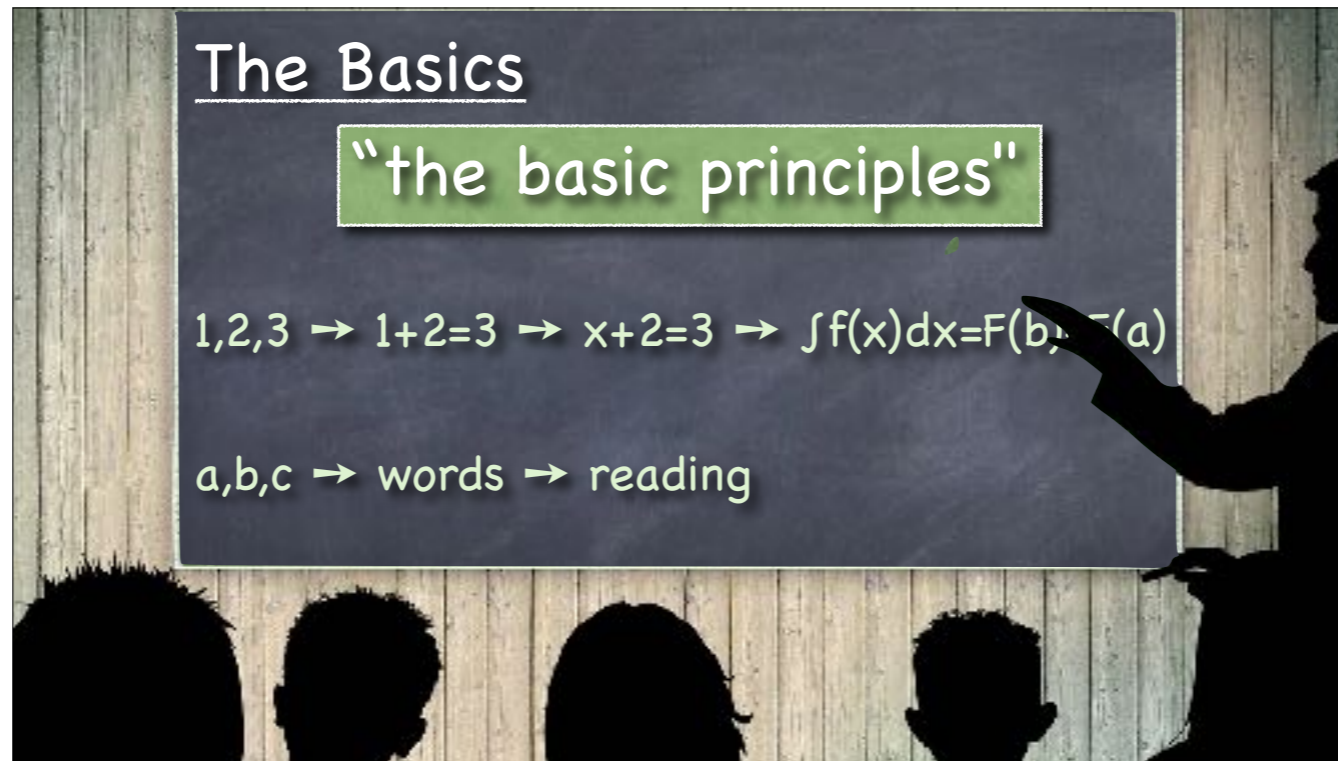 The Basics
“the basic principles"
1,2,3 → 1+2=3 → x+2=3 → ∫f(x)dx=F(b) (a)
a,b,c → words → reading